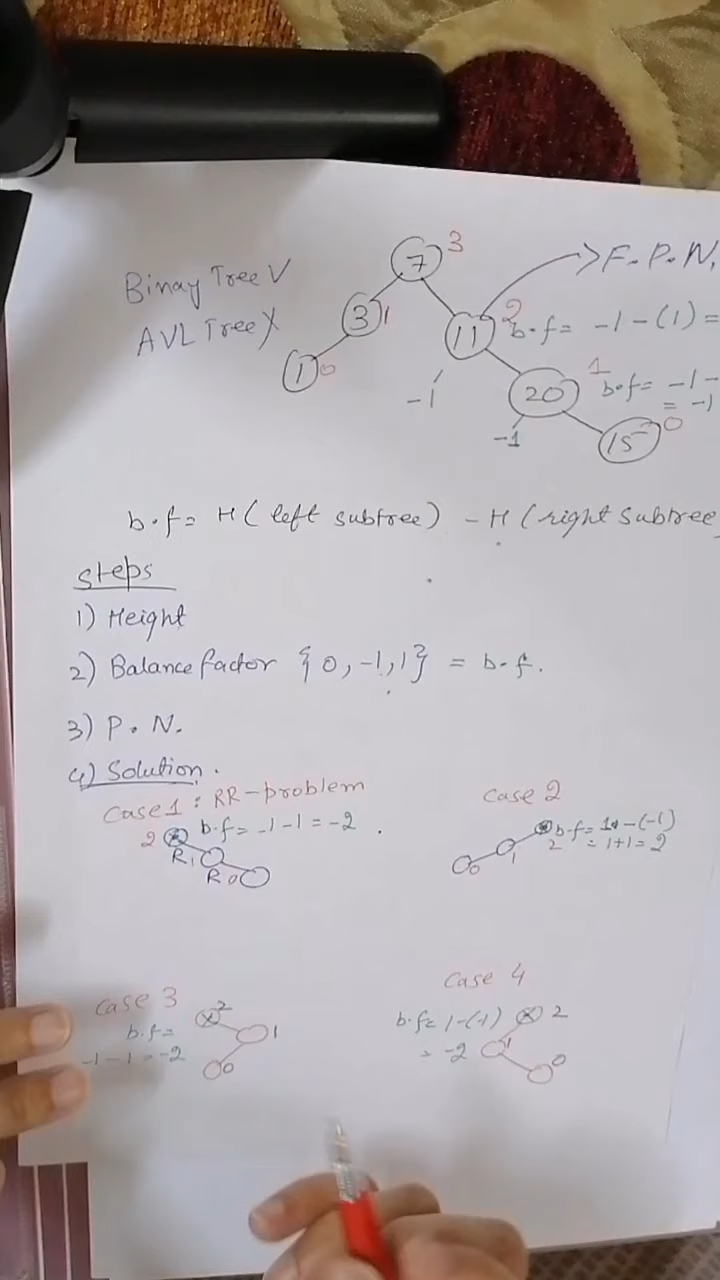 Binay Tree V
AVL Tree X
7 3
3 1
1 0
11 2
20 1
15 0
-1
-1
F.P.N.
b.f = -1-(1) =
b.f = -1-
= -1
b.f = H(left subtree) - H(right subtree
Steps
1) Height
2) Balance factor {0, -1, 1} = b.f.
3) P.N.
4) Solution.
Case 1: RR-problem
2 b.f = -1-1 = -2
R 1
R 0
Case 2
b.f = 1-(-1)
2 = 1+1 = 2
1
0
Case 3
2
b.f =
1
-1-1 = -2
0
Case 4
b.f = 1-(-1) 2
= -2 1
0